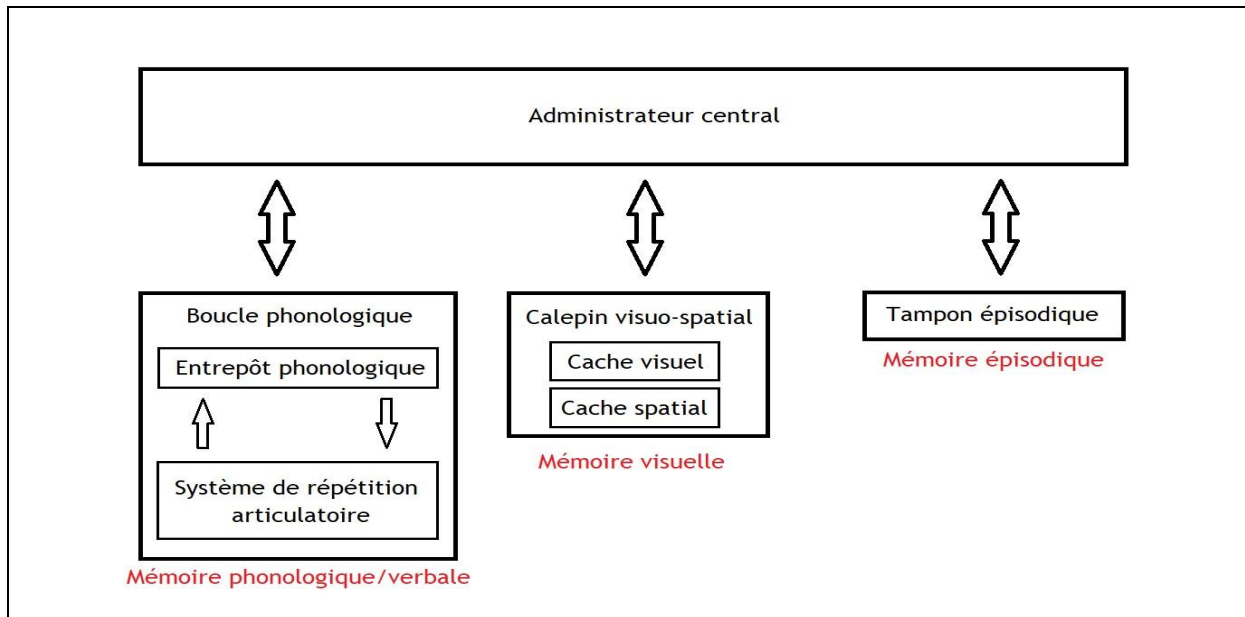 Administrateur central
Boucle phonologique
Entrepôt phonologique
Système de répétition
articulatoire
Mémoire phonologique/verbale
Calepin visuo-spatial
Cache visuel
Cache spatial
Mémoire visuelle
Tampon épisodique
Mémoire épisodique